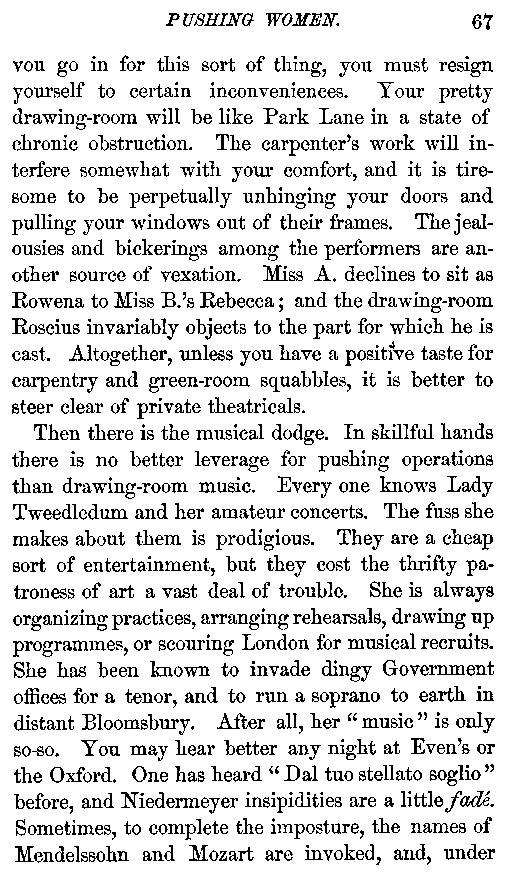 PUSHING WOMEN. 67
you go in for this sort of thing, you must resign
yourself to certain inconveniences. Your pretty
drawing-room will be like Park Lane in a state of
chronic obstruction. The carpenter's work will in-
terfere somewhat with your comfort, and it is tire-
some to be perpetually unhinging your doors and
pulling your windows out of their frames. The jeal-
ousies and bickerings among the performers are an-
other source of vexation. Miss A. declines to sit as
Rowena to Miss B.'s Rebecca; and the drawing-room
Roscius invariably objects to the part for which he is
cast. Altogether, unless you have a positive taste for
carpentry and green-room squabbles, it is better to
steer clear of private theatricals.
Then there is the musical dodge. In skillful hands
there is no better leverage for pushing operations
than drawing-room music. Every one knows Lady
Tweedledum and her amateur concerts. The fuss she
makes about them is prodigious. They are a cheap
sort of entertainment, but they cost the thrifty pa-
troness of art a vast deal of trouble. She is always
organizing practices, arranging rehearsals, drawing up
programmes, or scouring London for musical recruits.
She has been known to invade dingy Government
offices for a tenor, and to run a soprano to earth in
distant Bloomsbury. After all, her "music" is only
so-so. You may hear better any night at Even's or
the Oxford. One has heard "Dal tuo stellato soglio"
before, and Niedermeyer insipidities are a little fadé.
Sometimes, to complete the imposture, the names of
Mendelssohn and Mozart are invoked, and, under